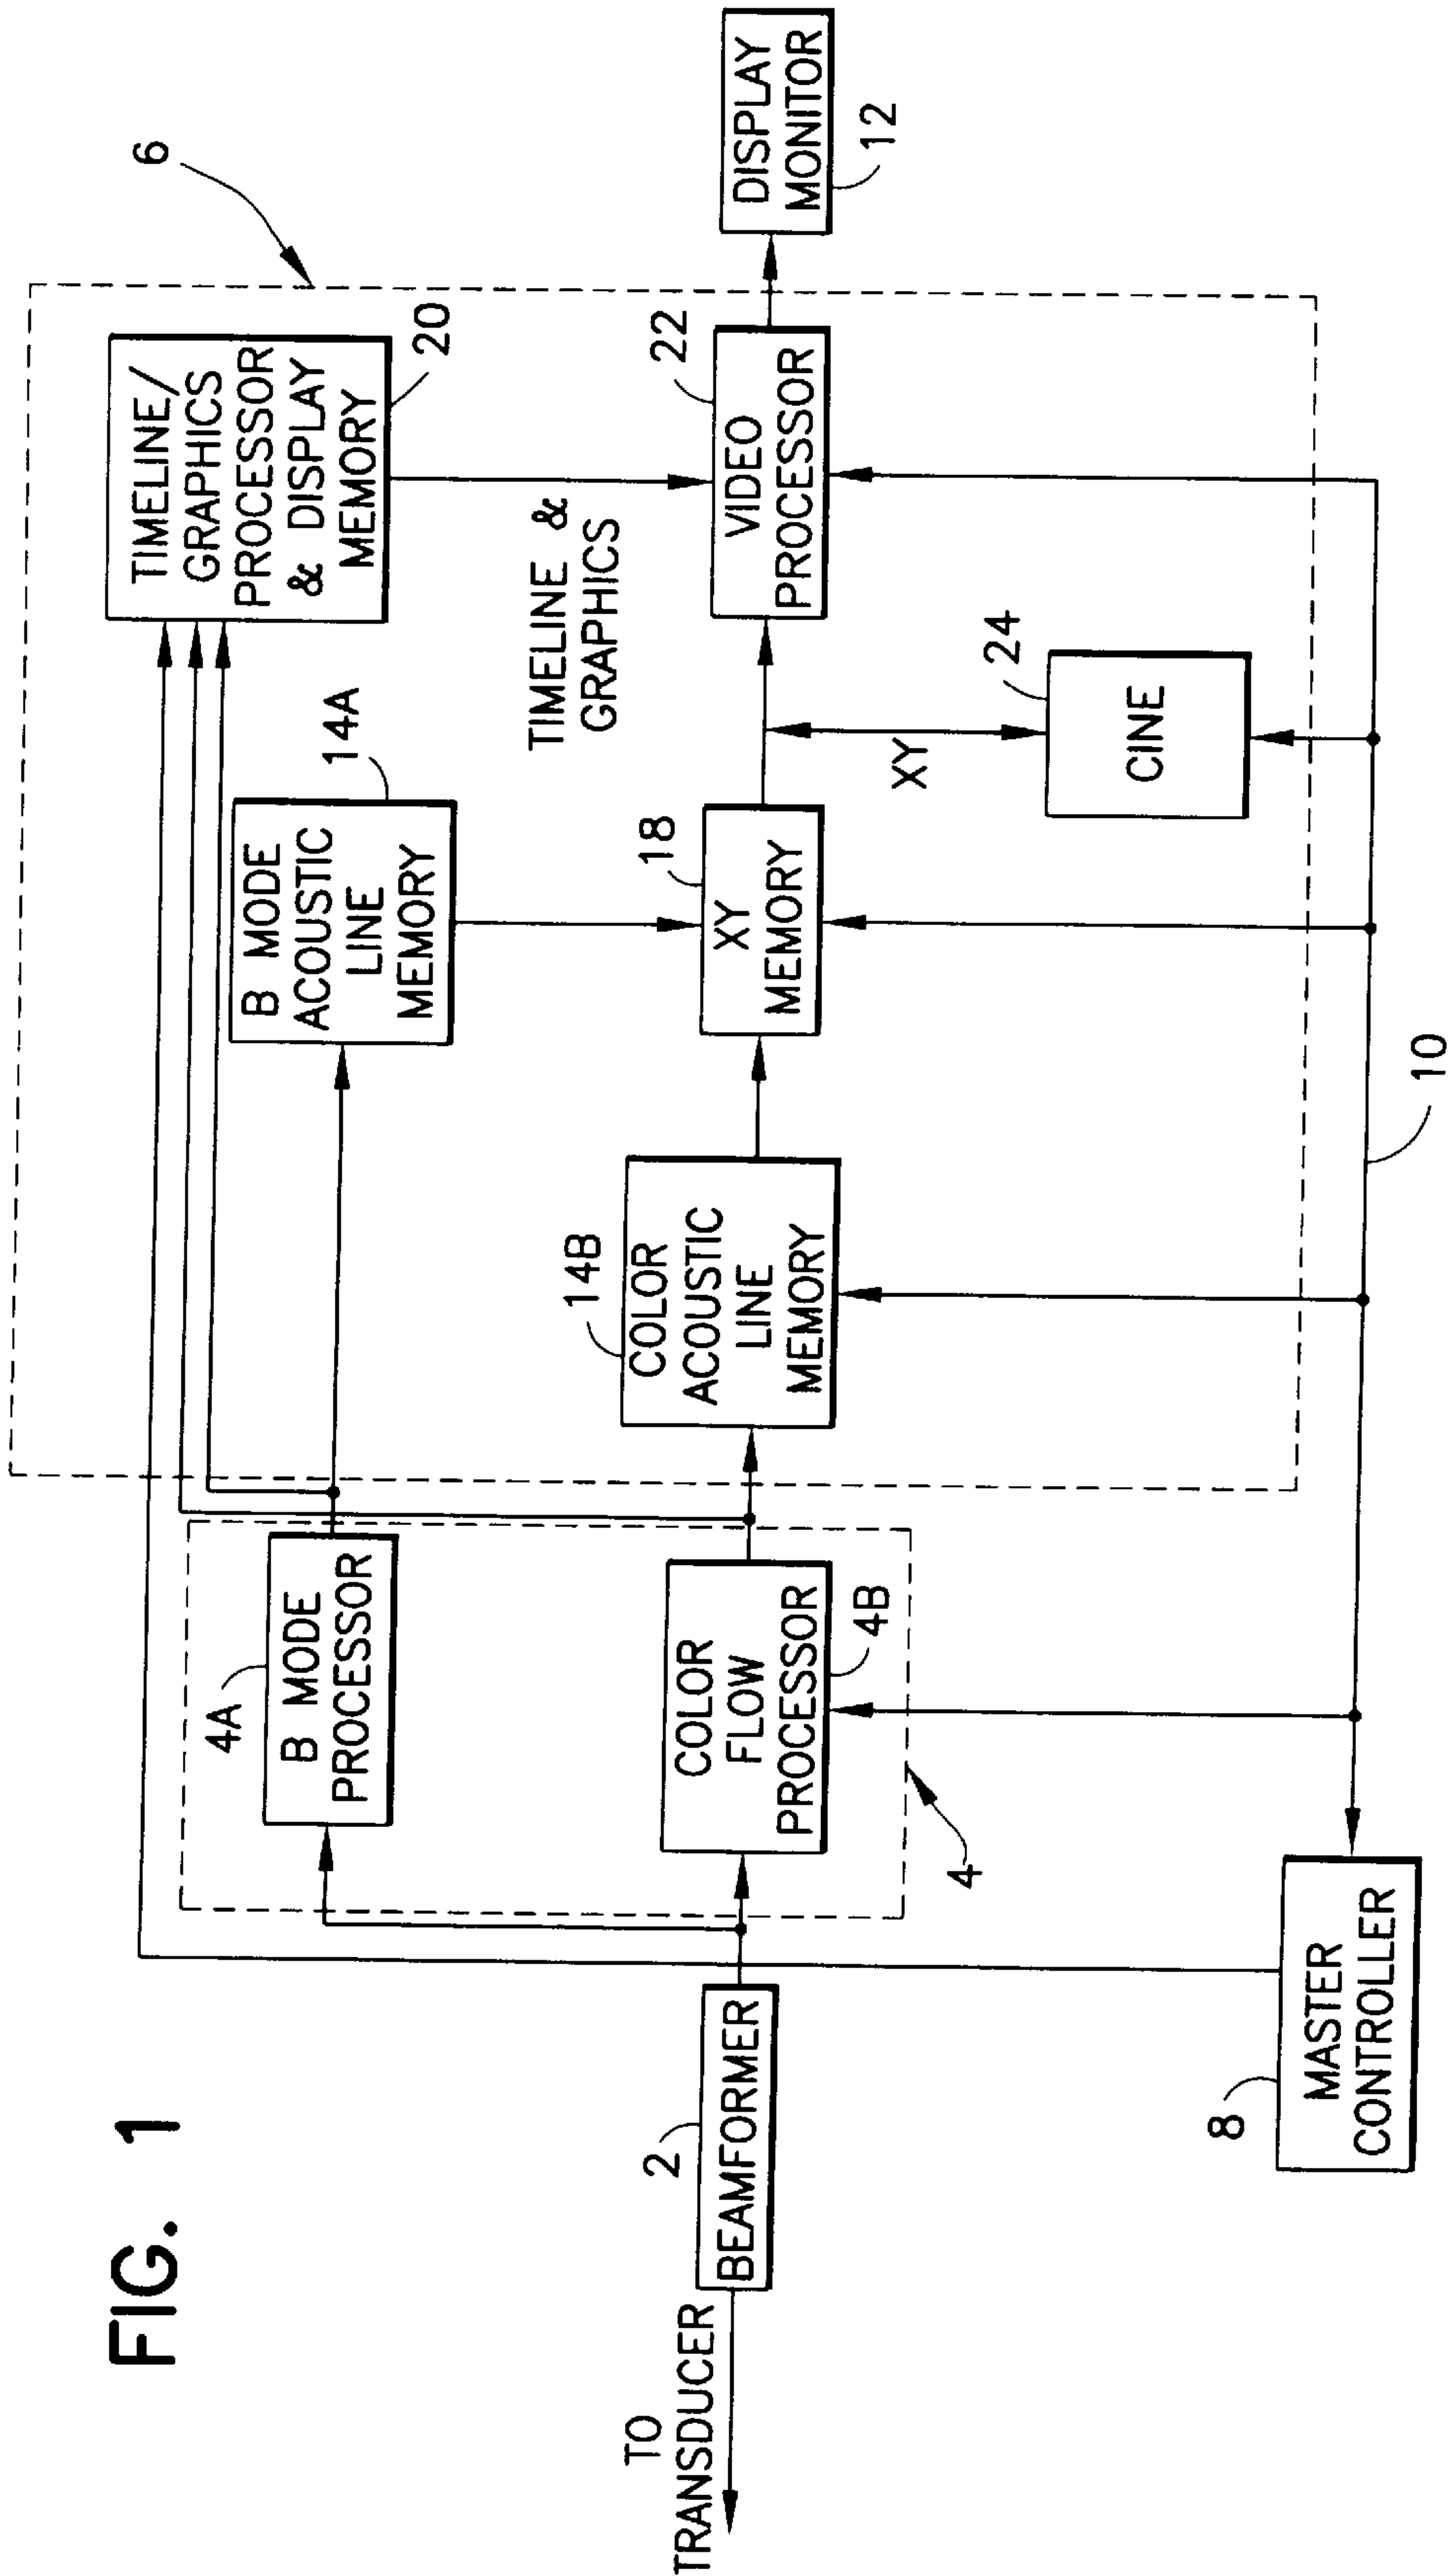 FIG. 1
6
TIMELINE/
GRAPHICS
PROCESSOR
& DISPLAY
MEMORY
20
14A
B MODE
ACOUSTIC
LINE
MEMORY
4A
B MODE
PROCESSOR
TIMELINE &
GRAPHICS
TO
TRANSDUCER
2
BEAMFORMER
COLOR
FLOW
PROCESSOR
4B
4
14B
COLOR
ACOUSTIC
LINE
MEMORY
18
XY
MEMORY
22
VIDEO
PROCESSOR
DISPLAY
MONITOR
12
XY
24
CINE
8
MASTER
CONTROLLER
10